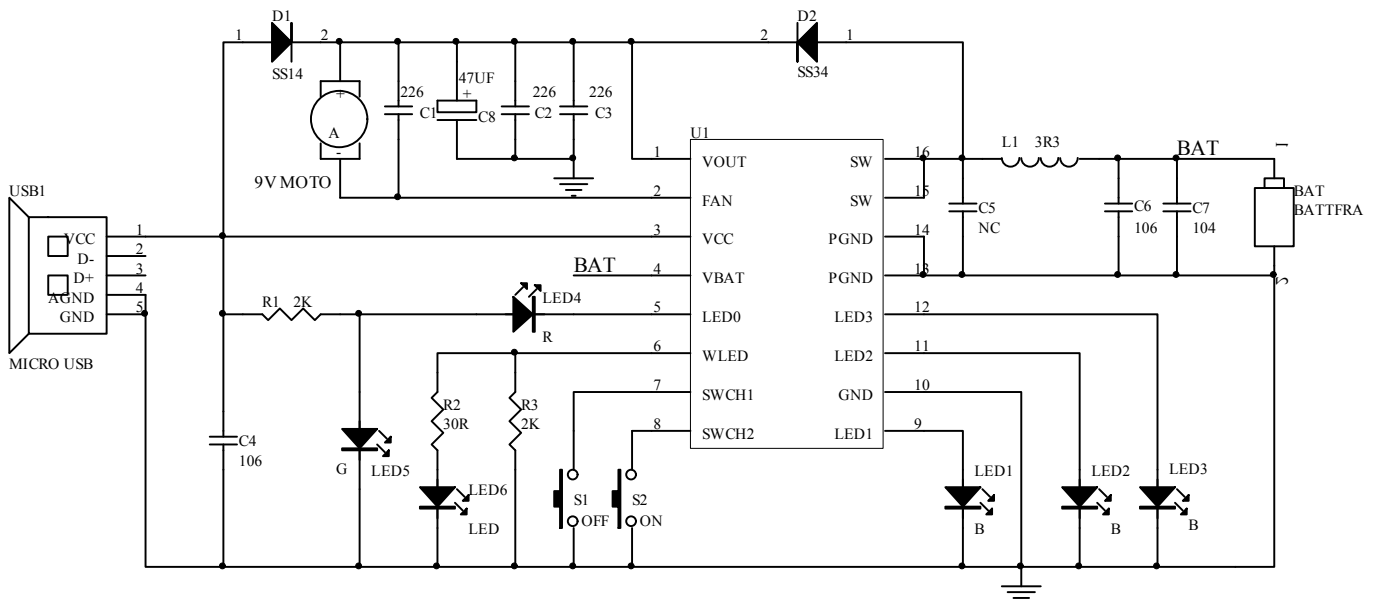 D1
D2
1
2
2
1
SS14
SS34
226
47UF
226
226
+
+
C1
C8
C2
C3
A
-
9V MOTO
U1
1
VOUT
SW
16
L1 3R3
BAT
1
2
FAN
SW
15
C5
NC
C6
106
C7
104
BAT
BATTFRA
USB1
VCC
1
D-
2
D+
3
AGND
4
GND
5
MICRO USB
3
VCC
PGND
14
BAT
4
VBAT
PGND
13
2
R1 2K
LED4
R
5
LED0
LED3
12
6
WLED
LED2
11
R2
30R
R3
2K
7
SWCH1
GND
10
8
SWCH2
LED1
9
C4
106
G
LED5
LED6
LED
S1
OFF
S2
ON
LED1
B
LED2
B
LED3
B